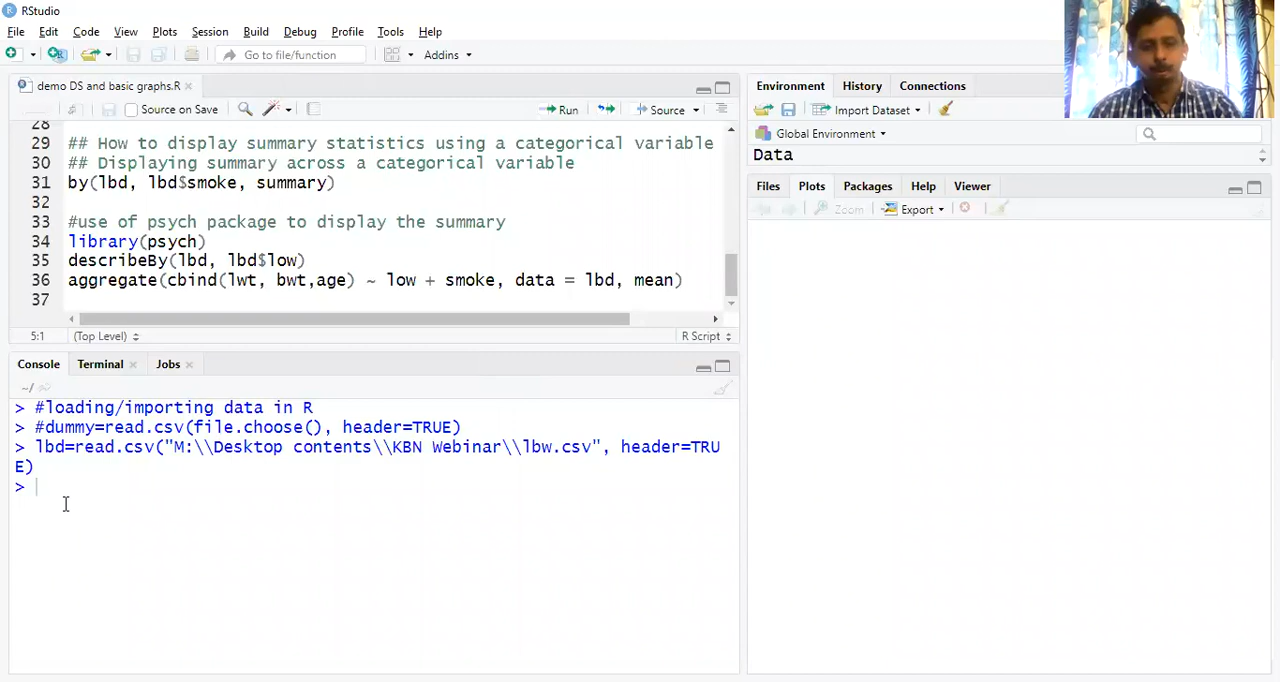 RStudio
File Edit Code View Plots Session Build Debug Profile Tools Help
Go to file/function Addins
demo DS and basic graphs.R
Source on Save Run Source
28
29 ## How to display summary statistics using a categorical variable
30 ## Displaying summary across a categorical variable
31 by(lbd, lbd$smoke, summary)
32
33 #use of psych package to display the summary
34 library(psych)
35 describeBy(lbd, lbd$low)
36 aggregate(cbind(lwt, bwt,age) ~ low + smoke, data = lbd, mean)
37
5:1 (Top Level) R Script
Console Terminal Jobs
~/
> #loading/importing data in R
> #dummy=read.csv(file.choose(), header=TRUE)
> lbd=read.csv("M:\\Desktop contents\\KBN Webinar\\lbw.csv", header=TRU
E)
>
Environment History Connections
Import Dataset
Global Environment
Data
Files Plots Packages Help Viewer
Zoom Export